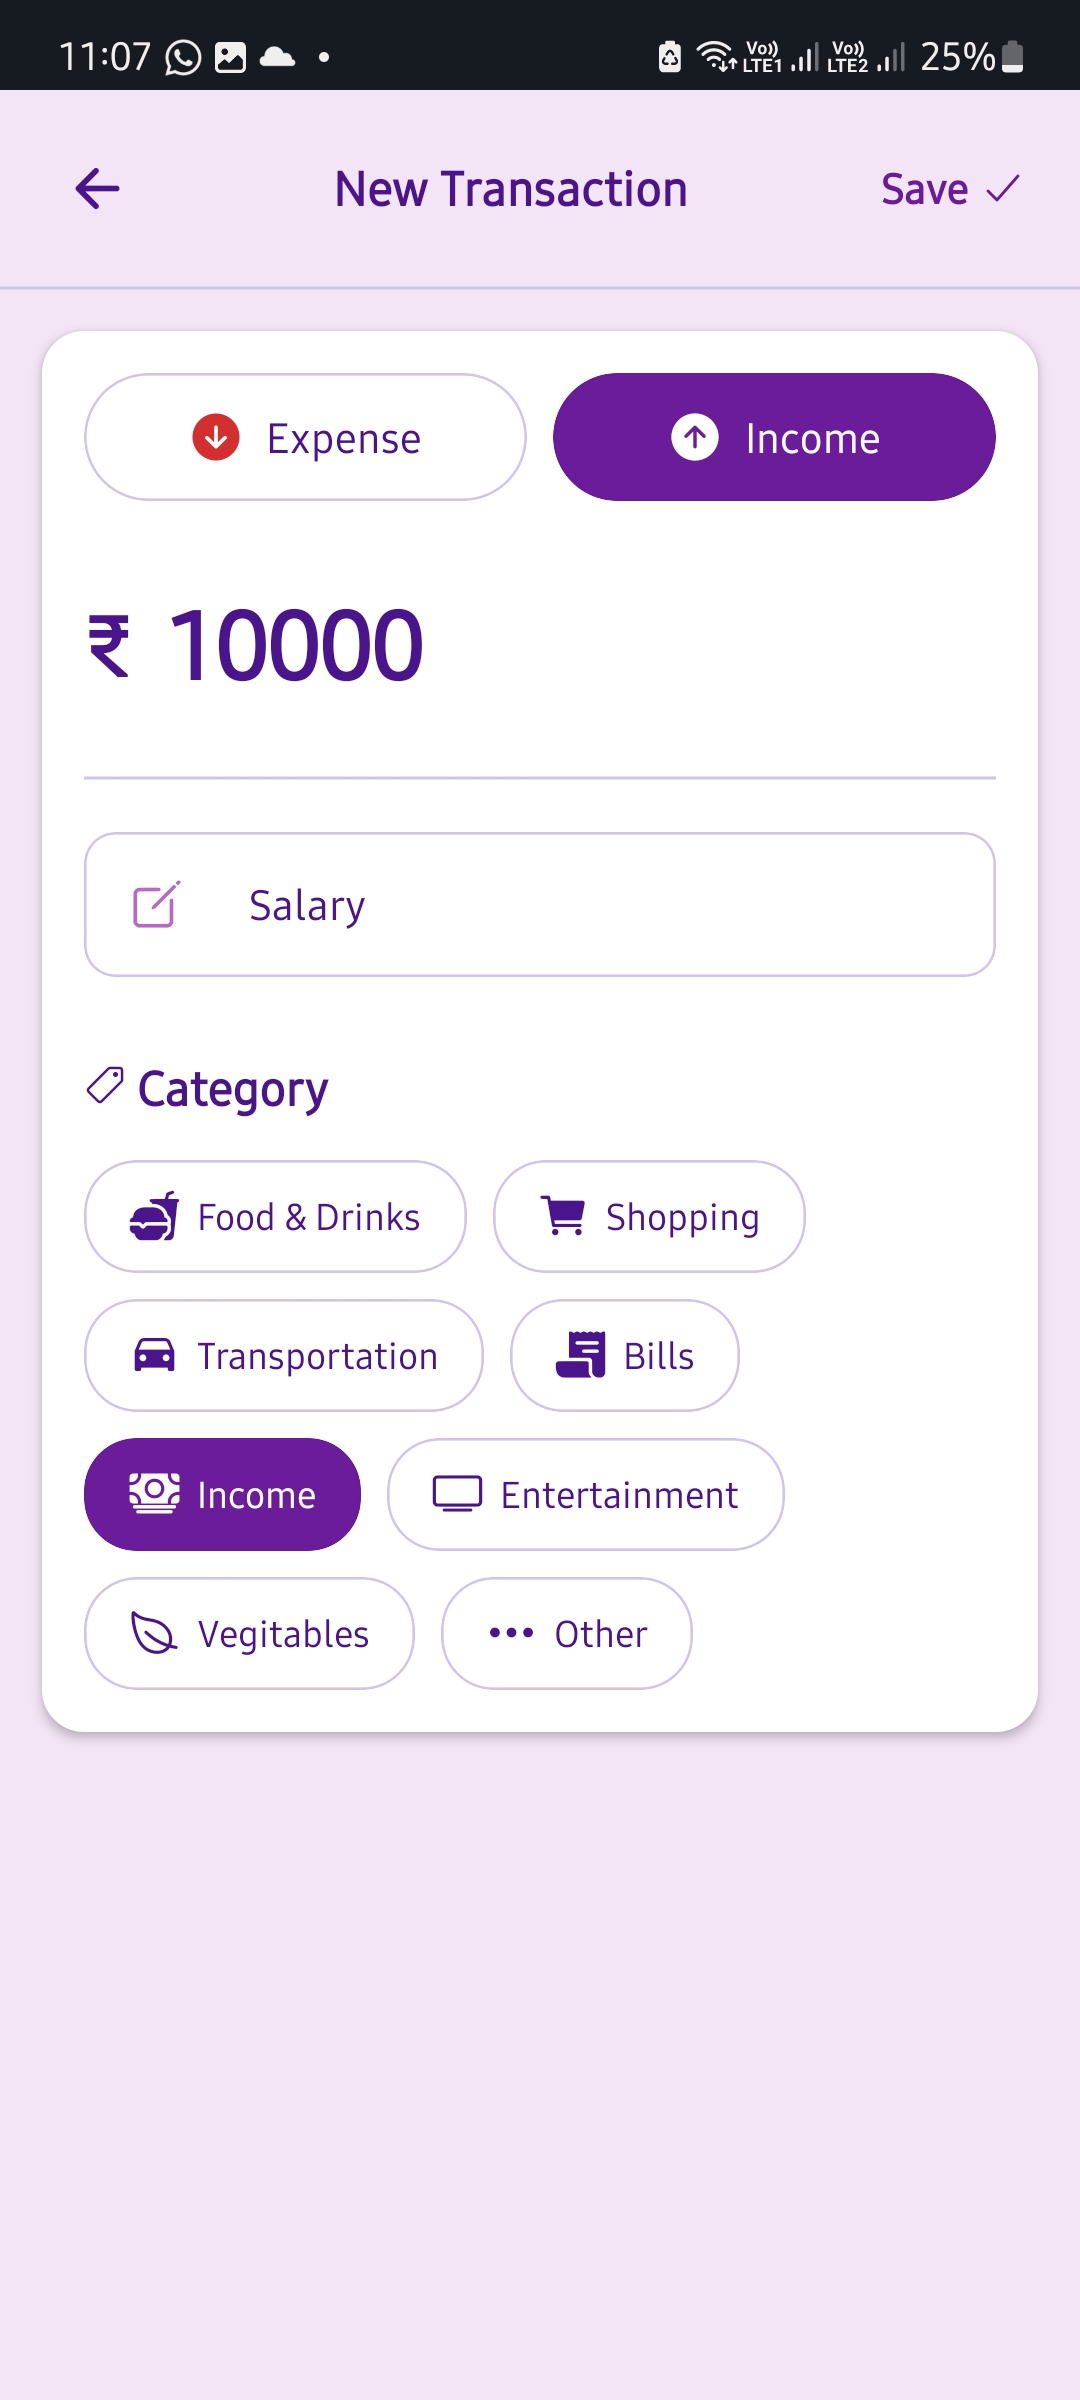 11:07 Vo) LTE1 Vo) LTE2 25%
New Transaction Save
Expense Income
₹ 10000
Salary
Category
Food & Drinks Shopping
Transportation Bills
Income Entertainment
Vegitables Other